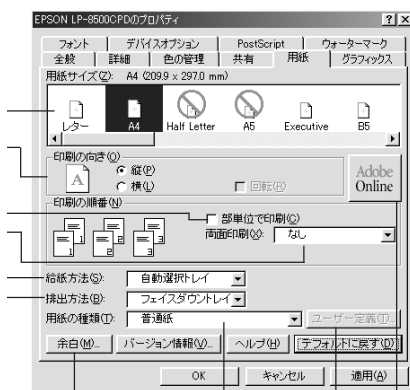 EPSON LP-8500CPDのプロパティ
フォント デバイスオプション PostScript ウォーターマーク
全般 詳細 色の管理 共有 用紙 グラフィックス
用紙サイズ(Z): A4 (209.9 x 297.0 mm)
レター A4 Half Letter A5 Executive B5
印刷の向き(O)
A
縦(P)
横(L)
回転(R)
Adobe
Online
印刷の順番(N)
1 1 2 2 3 3
部単位で印刷(C)
両面印刷(X): なし
給紙方法(S): 自動選択トレイ
排出方法(B): フェイスダウントレイ
用紙の種類(T): 普通紙
ユーザー定義(I)...
余白(M)... バージョン情報(V)... ヘルプ(H) デフォルトに戻す(D)
OK キャンセル 適用(A)